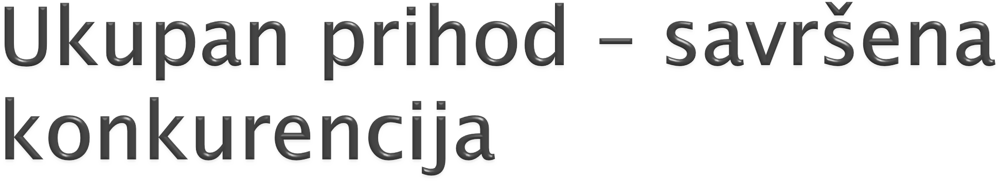 Ukupan prihod – savršena
konkurencija